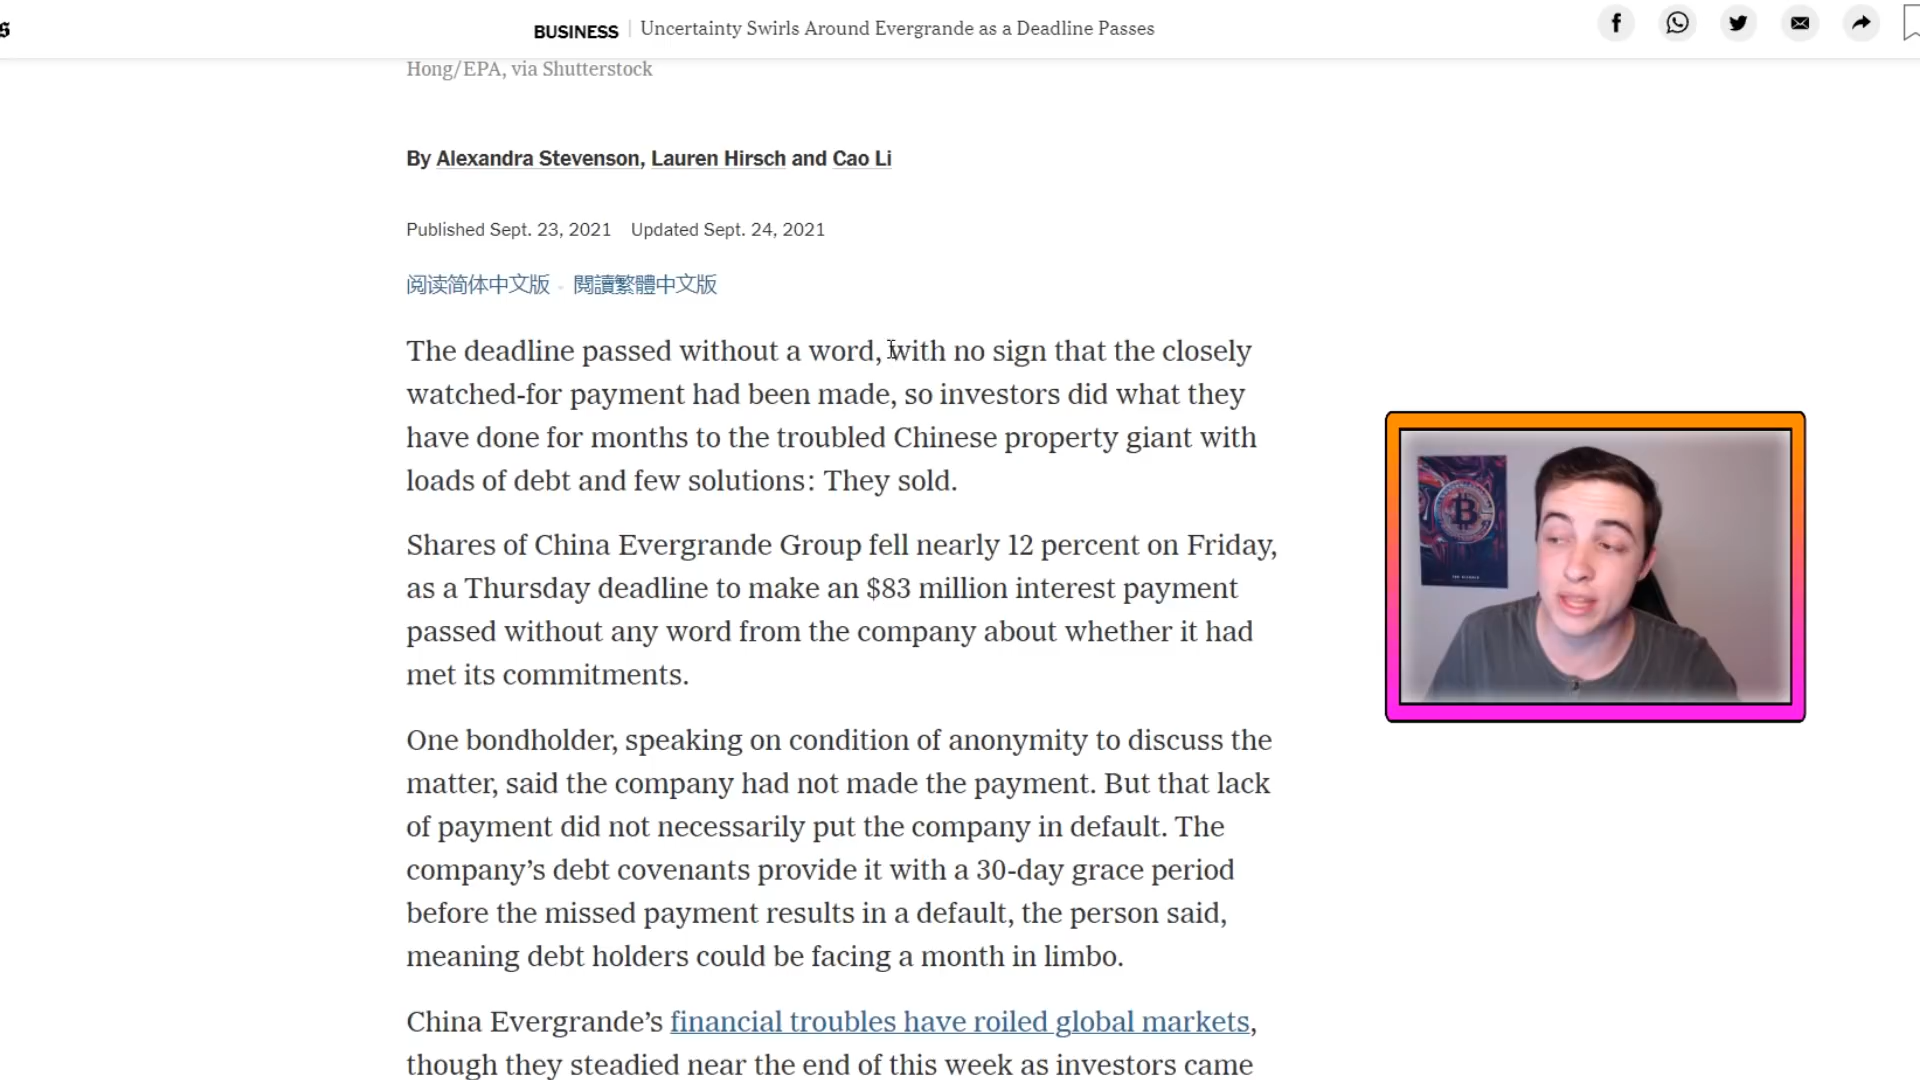 s
BUSINESS | Uncertainty Swirls Around Evergrande as a Deadline Passes
Hong/EPA, via Shutterstock
By Alexandra Stevenson, Lauren Hirsch and Cao Li
Published Sept. 23, 2021 Updated Sept. 24, 2021
阅读简体中文版 · 閱讀繁體中文版
The deadline passed without a word, with no sign that the closely
watched-for payment had been made, so investors did what they
have done for months to the troubled Chinese property giant with
loads of debt and few solutions: They sold.
Shares of China Evergrande Group fell nearly 12 percent on Friday,
as a Thursday deadline to make an $83 million interest payment
passed without any word from the company about whether it had
met its commitments.
One bondholder, speaking on condition of anonymity to discuss the
matter, said the company had not made the payment. But that lack
of payment did not necessarily put the company in default. The
company’s debt covenants provide it with a 30-day grace period
before the missed payment results in a default, the person said,
meaning debt holders could be facing a month in limbo.
China Evergrande’s financial troubles have roiled global markets,
though they steadied near the end of this week as investors came